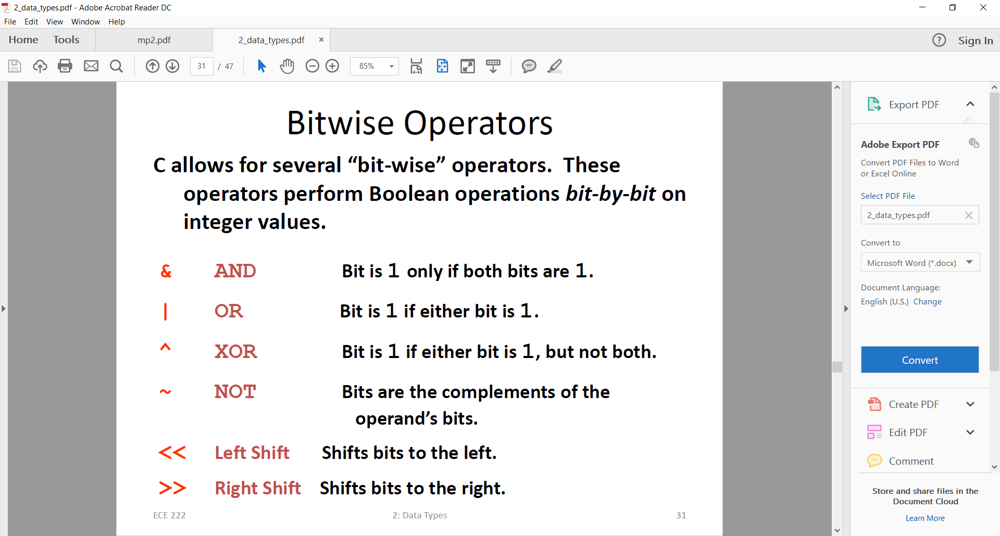 2_data_types.pdf - Adobe Acrobat Reader DC
File Edit View Window Help
Home Tools mp2.pdf 2_data_types.pdf × ? Sign In
31 / 47 85%
Bitwise Operators
C allows for several “bit-wise” operators. These
operators perform Boolean operations bit-by-bit on
integer values.
& AND Bit is 1 only if both bits are 1.
| OR Bit is 1 if either bit is 1.
^ XOR Bit is 1 if either bit is 1, but not both.
~ NOT Bits are the complements of the
operand’s bits.
<< Left Shift Shifts bits to the left.
>> Right Shift Shifts bits to the right.
ECE 222 2: Data Types 31
Export PDF
Adobe Export PDF
Convert PDF Files to Word
or Excel Online
Select PDF File
2_data_types.pdf
Convert to
Microsoft Word (*.docx)
Document Language:
English (U.S.) Change
Convert
Create PDF
Edit PDF
Comment
Store and share files in the
Document Cloud
Learn More